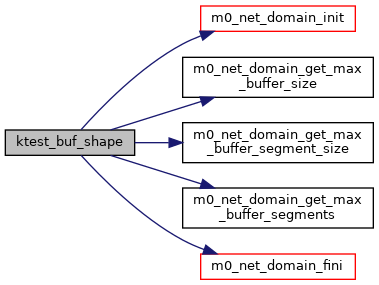 m0_net_domain_init
m0_net_domain_get_max
_buffer_size
ktest_buf_shape
m0_net_domain_get_max
_buffer_segment_size
m0_net_domain_get_max
_buffer_segments
m0_net_domain_fini